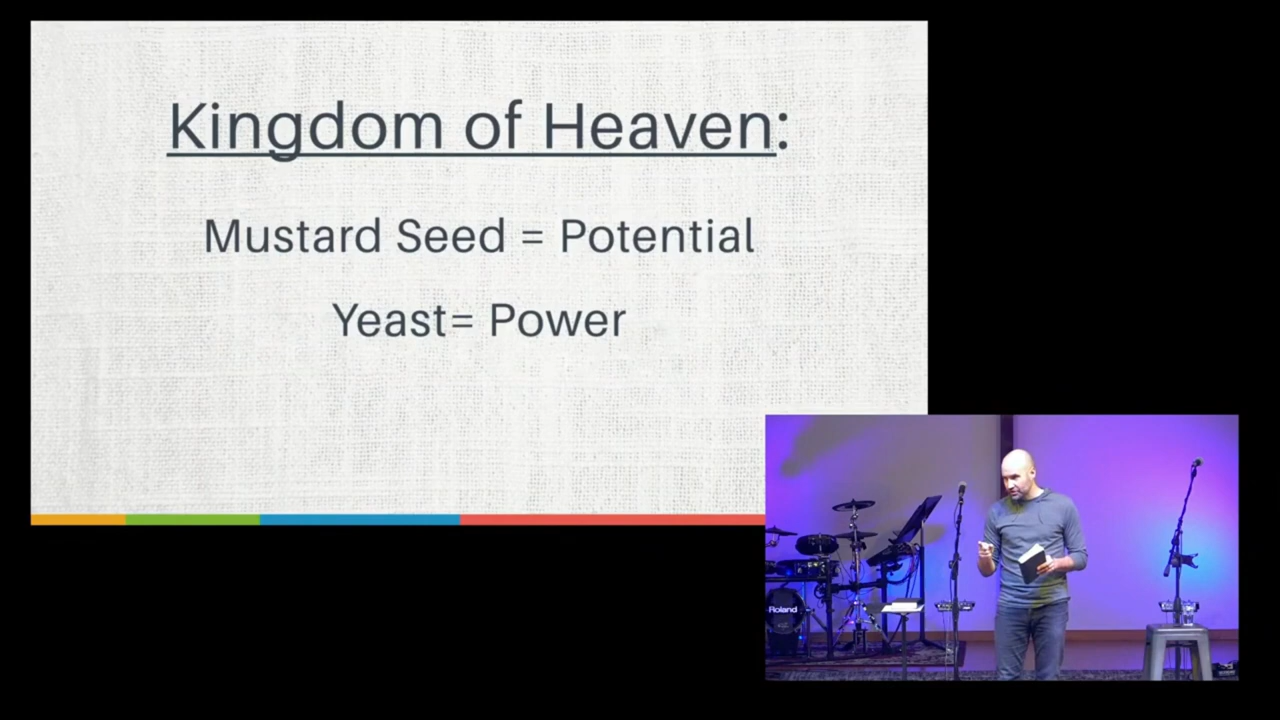 Kingdom of Heaven:
Mustard Seed = Potential
Yeast= Power
Roland